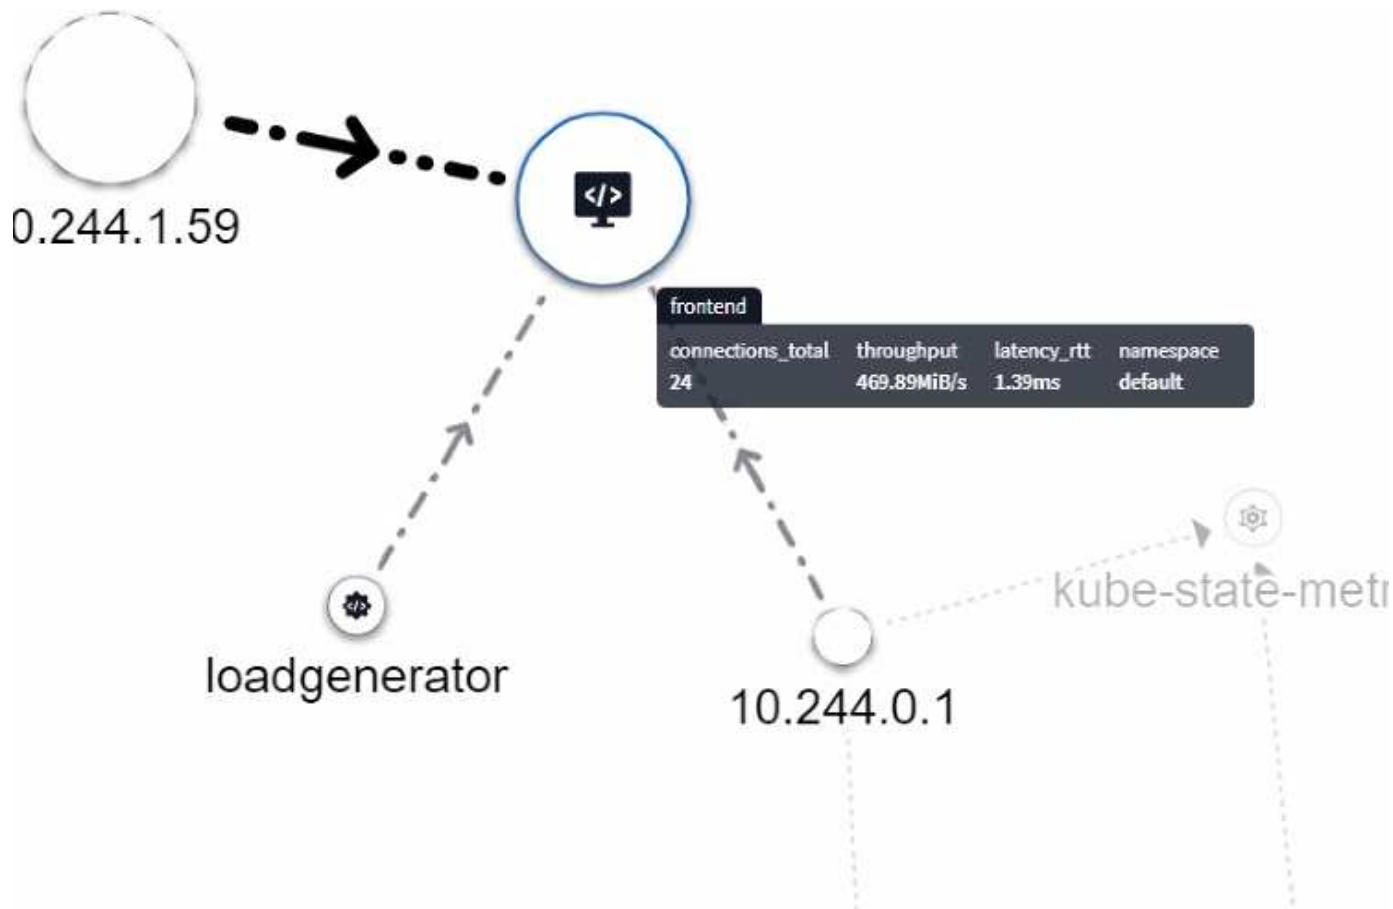 0.244.1.59
</>
frontend
connections_total throughput latency_rtt namespace
24 469.89MiB/s 1.39ms default
kube-state-metr
</>
loadgenerator
10.244.0.1